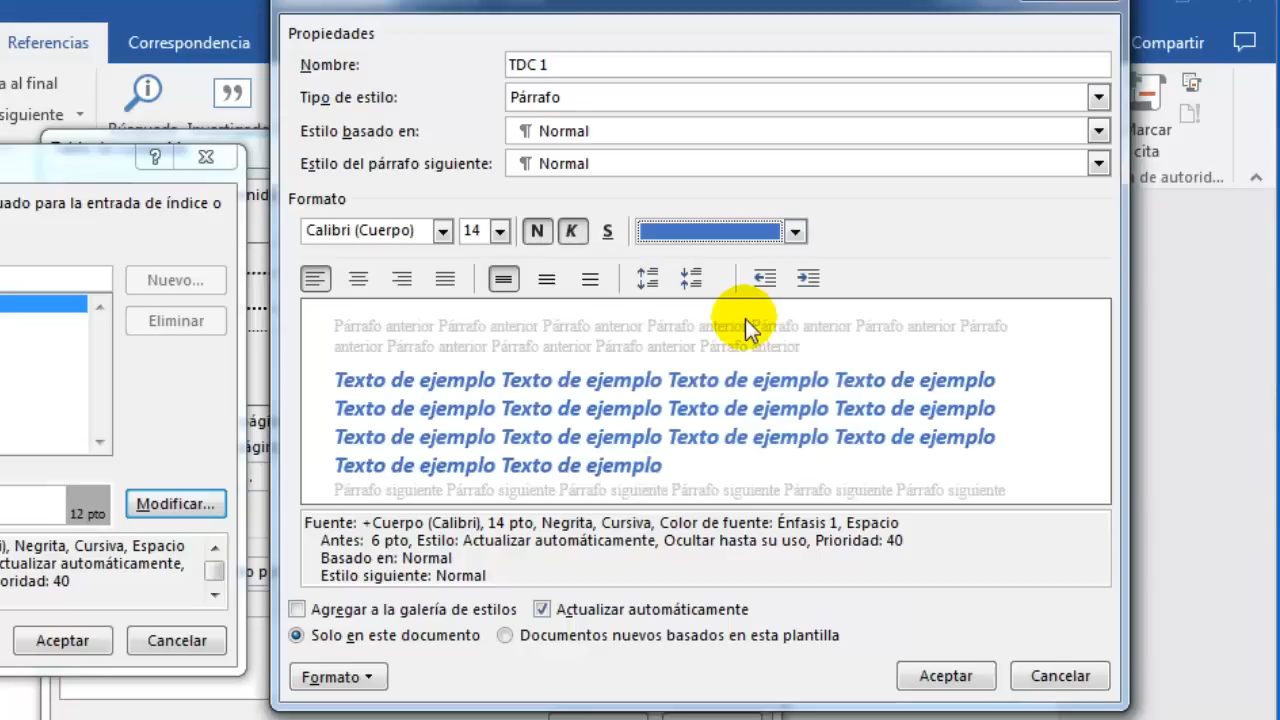 Referencias
Correspondencia
Compartir
a al final
siguiente
Marcar
cita
de autorid...
uado para la entrada de índice o
Nuevo...
Eliminar
Modificar...
12 pto
), Negrita, Cursiva, Espacio
ctualizar automáticamente,
oridad: 40
Aceptar
Cancelar
Propiedades
Nombre:
TDC 1
Tipo de estilo:
Párrafo
Estilo basado en:
¶ Normal
Estilo del párrafo siguiente:
¶ Normal
Formato
Calibri (Cuerpo)
14
N
K
S
Párrafo anterior Párrafo anterior Párrafo anterior Párrafo anterior Párrafo anterior Párrafo anterior Párrafo
anterior Párrafo anterior Párrafo anterior Párrafo anterior Párrafo anterior
Texto de ejemplo Texto de ejemplo Texto de ejemplo Texto de ejemplo
Texto de ejemplo Texto de ejemplo Texto de ejemplo Texto de ejemplo
Texto de ejemplo Texto de ejemplo Texto de ejemplo Texto de ejemplo
Texto de ejemplo Texto de ejemplo
Párrafo siguiente Párrafo siguiente Párrafo siguiente Párrafo siguiente Párrafo siguiente Párrafo siguiente
Fuente: +Cuerpo (Calibri), 14 pto, Negrita, Cursiva, Color de fuente: Énfasis 1, Espacio
Antes: 6 pto, Estilo: Actualizar automáticamente, Ocultar hasta su uso, Prioridad: 40
Basado en: Normal
Estilo siguiente: Normal
Agregar a la galería de estilos
Actualizar automáticamente
Solo en este documento
Documentos nuevos basados en esta plantilla
Formato
Aceptar
Cancelar